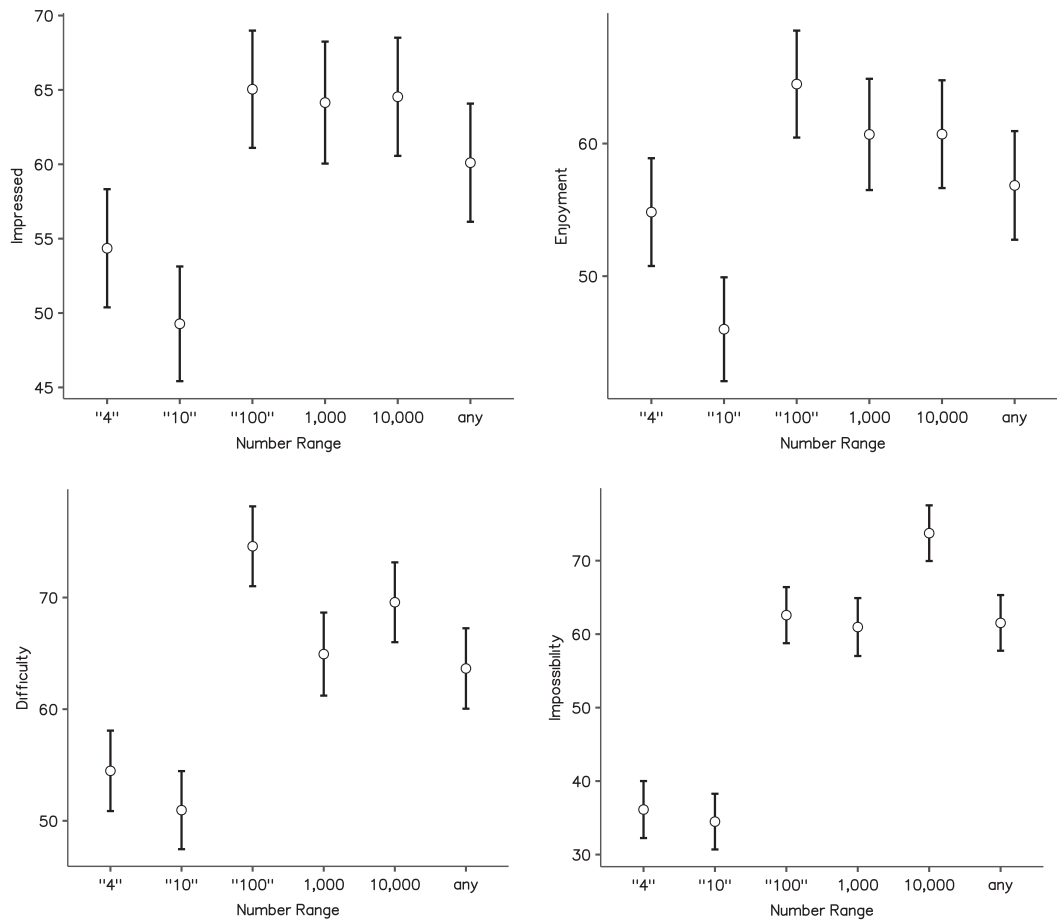 Impressed
70
65
60
55
50
45
"4" "10" "100" 1,000 10,000 any
Number Range
Enjoyment
60
50
"4" "10" "100" 1,000 10,000 any
Number Range
Difficulty
70
60
50
"4" "10" "100" 1,000 10,000 any
Number Range
Impossibility
70
60
50
40
30
"4" "10" "100" 1,000 10,000 any
Number Range